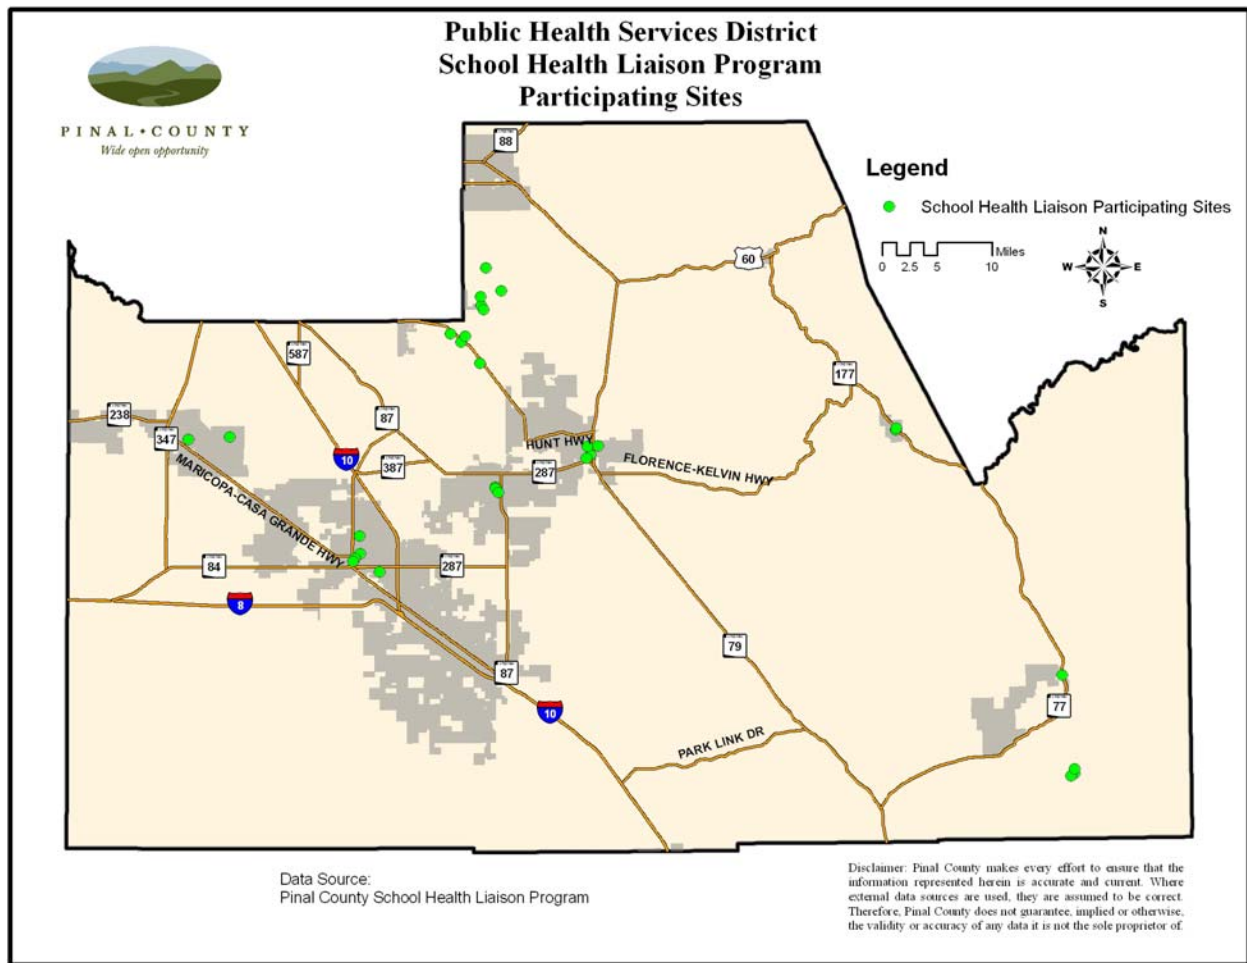 Public Health Services District
School Health Liaison Program
Participating Sites
PINAL•COUNTY
Wide open opportunity
Legend
School Health Liaison Participating Sites
0 2.5 5 10 Miles
N
W E
S
88
60
587
177
238
87
347
HUNT HWY
10
387
287
FLORENCE-KELVIN HWY
MARICOPA-CASA GRANDE HWY
84
287
8
79
87
77
10
PARK LINK DR
Data Source:
Pinal County School Health Liaison Program
Disclaimer: Pinal County makes every effort to ensure that the
information represented herein is accurate and current. Where
external data sources are used, they are assumed to be correct.
Therefore, Pinal County does not guarantee, implied or otherwise,
the validity or accuracy of any data it is not the sole proprietor of.